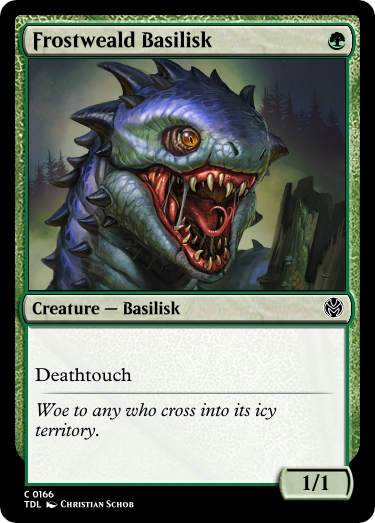 Frostweald Basilisk
Creature — Basilisk
Deathtouch
Woe to any who cross into its icy
territory.
1/1
C 0166
TDL Christian Schob